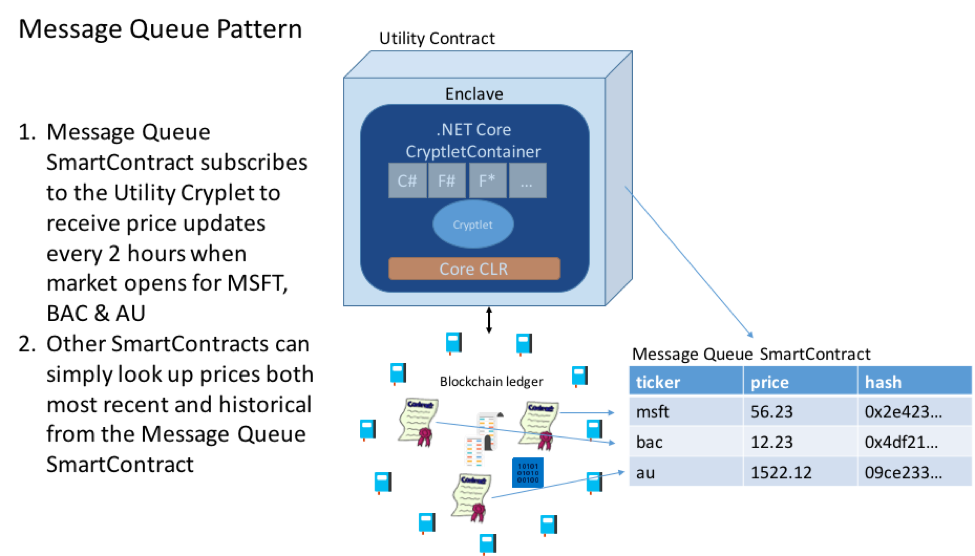 Message Queue Pattern
Utility Contract
Enclave
.NET Core
CryptletContainer
C# F# F* ...
Cryptlet
Core CLR
1. Message Queue
SmartContract subscribes
to the Utility Cryplet to
receive price updates
every 2 hours when
market opens for MSFT,
BAC & AU
2. Other SmartContracts can
simply look up prices both
most recent and historical
from the Message Queue
SmartContract
Blockchain ledger
Contract
Contract
Contract
10101
01010
00100
Message Queue SmartContract
ticker price hash
msft 56.23 0x2e423...
bac 12.23 0x4df21...
au 1522.12 09ce233...